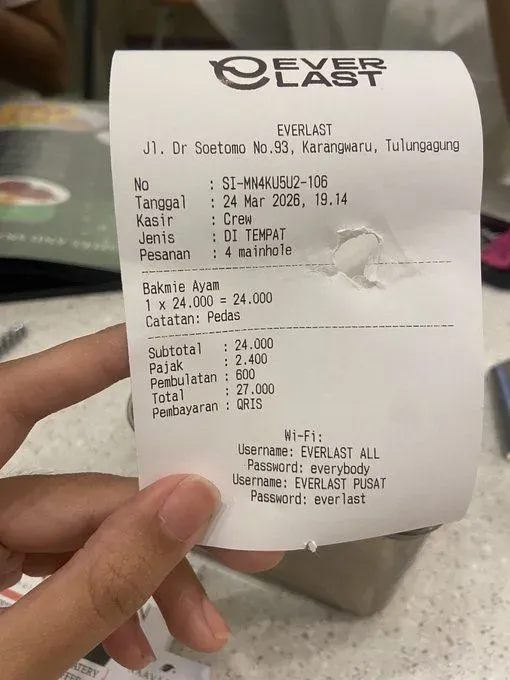 EVER
LAST
EVERLAST
Jl. Dr Soetomo No.93, Karangwaru, Tulungagung
No : SI-MN4KU5U2-106
Tanggal : 24 Mar 2026, 19.14
Kasir : Crew
Jenis : DI TEMPAT
Pesanan : 4 mainhole
Bakmie Ayam
1 x 24.000 = 24.000
Catatan: Pedas
Subtotal : 24.000
Pajak : 2.400
Pembulatan : 600
Total : 27.000
Pembayaran : QRIS
Wi-Fi:
Username: EVERLAST ALL
Password: everybody
Username: EVERLAST PUSAT
Password: everlast